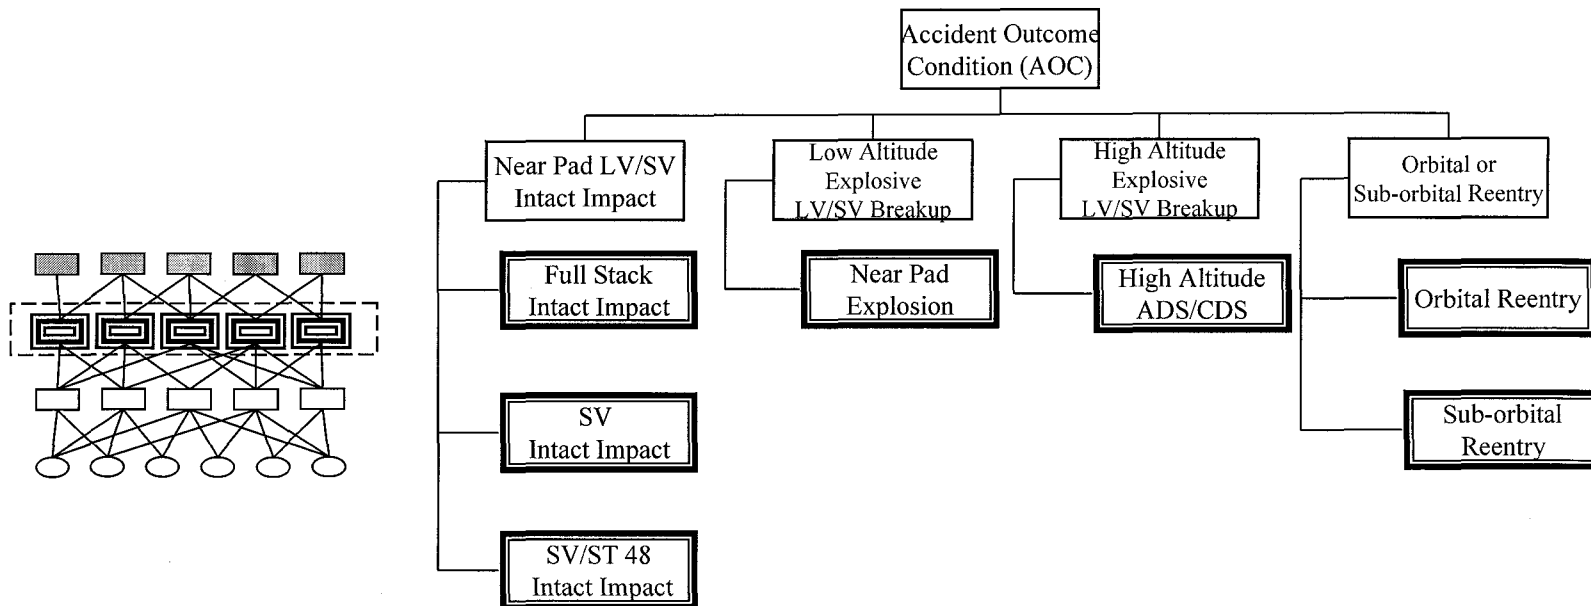 Accident Outcome
Condition (AOC)
Near Pad LV/SV
Intact Impact
Low Altitude
Explosive
LV/SV Breakup
High Altitude
Explosive
LV/SV Breakup
Orbital or
Sub-orbital Reentry
Full Stack
Intact Impact
Near Pad
Explosion
High Altitude
ADS/CDS
Orbital Reentry
SV
Intact Impact
Sub-orbital
Reentry
SV/ST 48
Intact Impact